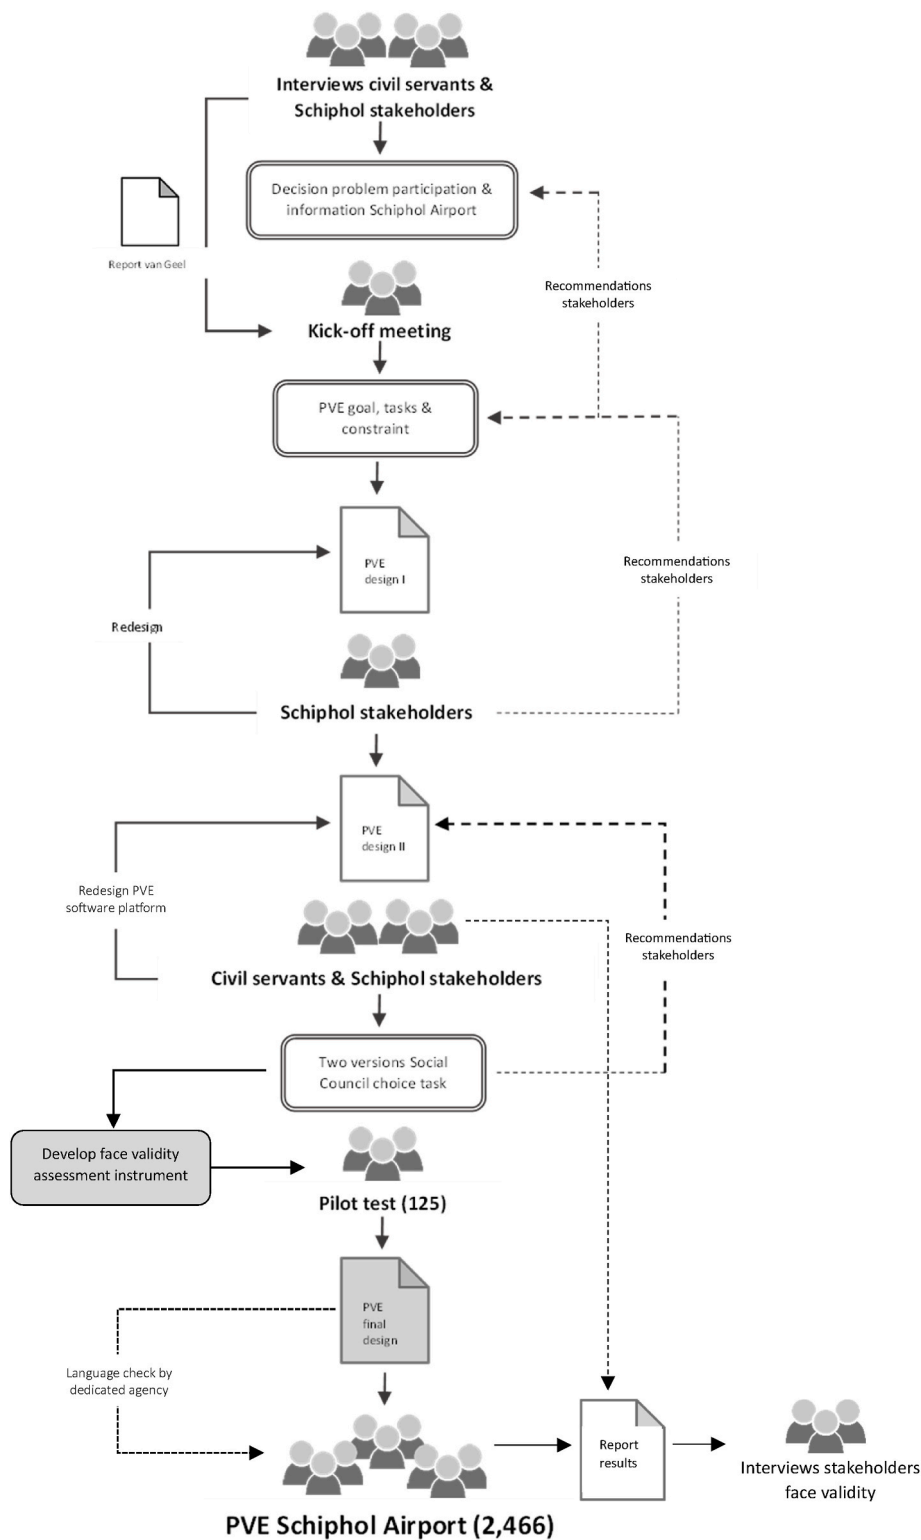 Interviews civil servants &
Schiphol stakeholders
Decision problem participation &
information Schiphol Airport
Report van Geel
Recommendations
stakeholders
Kick-off meeting
PVE goal, tasks &
constraint
PVE
design I
Recommendations
stakeholders
Redesign
Schiphol stakeholders
PVE
design II
Redesign PVE
software platform
Recommendations
stakeholders
Civil servants & Schiphol stakeholders
Two versions Social
Council choice task
Develop face validity
assessment instrument
Pilot test (125)
PVE
final
design
Language check by
dedicated agency
Report
results
Interviews stakeholders
face validity
PVE Schiphol Airport (2,466)